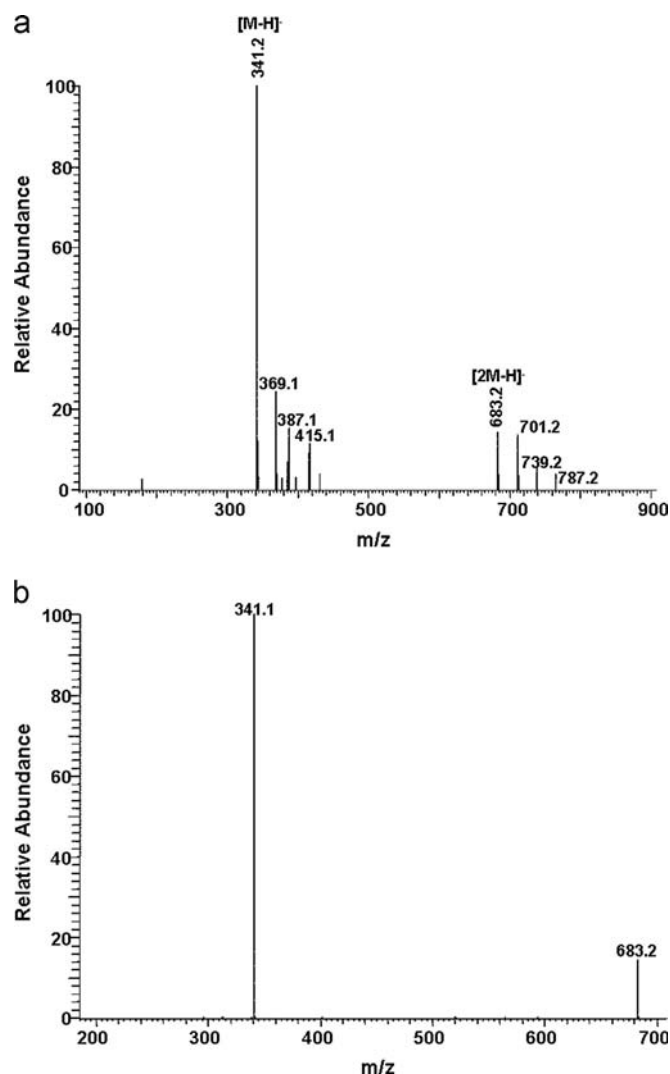 a
[M-H]-
341.2
100
80
60
40
20
0
Relative Abundance
369.1
387.1
415.1
[2M-H]-
683.2
701.2
739.2
787.2
100 300 500 700 900
m/z
b
341.1
100
80
60
40
20
0
Relative Abundance
683.2
200 300 400 500 600 700
m/z